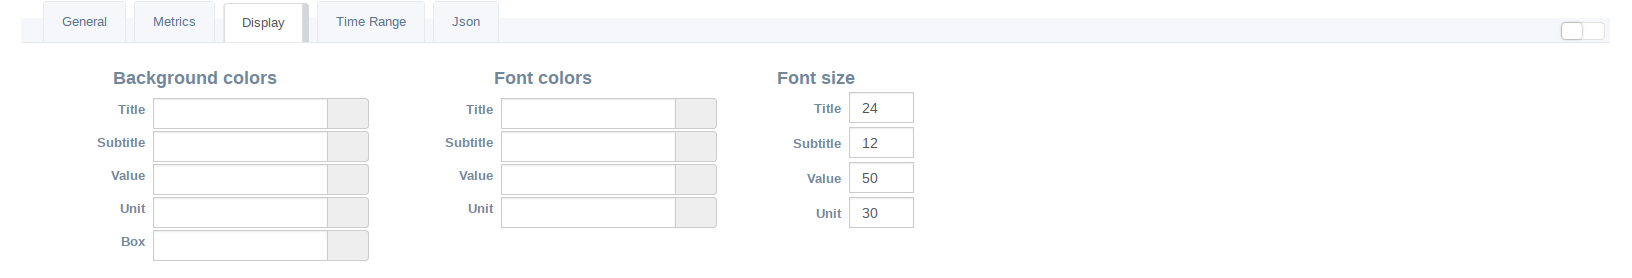 General Metrics Display Time Range Json
Background colors
Title
Subtitle
Value
Unit
Box
Font colors
Title
Subtitle
Value
Unit
Font size
Title 24
Subtitle 12
Value 50
Unit 30